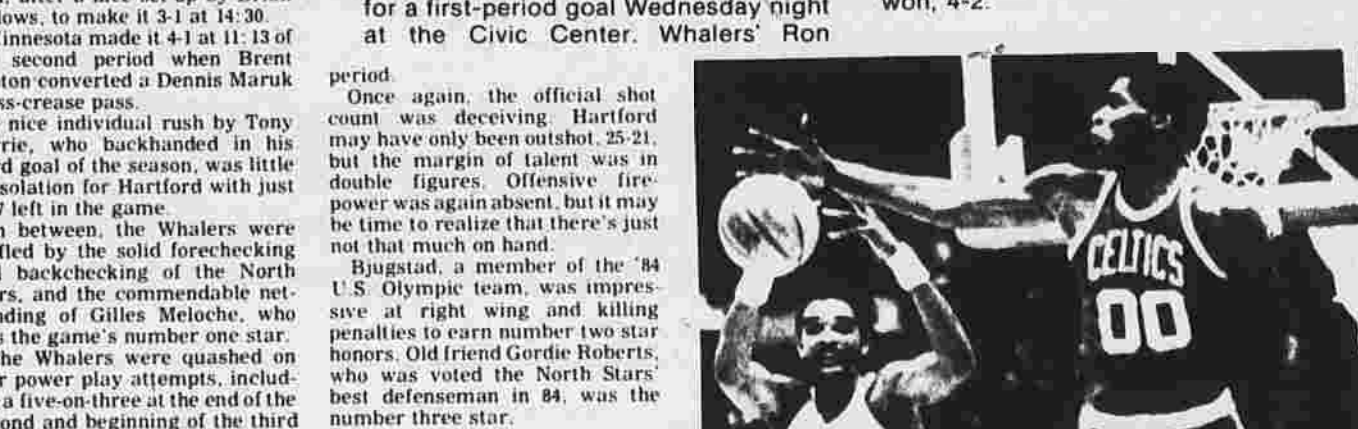 lows, to make it 3-1 at 14:30.
innesota made it 4-1 at 11:13 of
second period when Brent
ton converted a Dennis Maruk
ss-crease pass.
nice individual rush by Tony
rie, who backhanded in his
d goal of the season, was little
solation for Hartford with just
7 left in the game.
n between, the Whalers were
fled by the solid forechecking
backchecking of the North
rs, and the commendable net-
ding of Gilles Meloche, who
s the game's number one star.
he Whalers were quashed on
r power play attempts, includ-
a five-on-three at the end of the
ond and beginning of the third
for a first-period goal Wednesday night
at the Civic Center. Whalers' Ron
won, 4-2.
period.
Once again, the official shot
count was deceiving. Hartford
may have only been outshot, 25-21,
but the margin of talent was in
double figures. Offensive fire-
power was again absent, but it may
be time to realize that there's just
not that much on hand.
Bjugstad, a member of the '84
U.S. Olympic team, was impres-
sive at right wing and killing
penalties to earn number two star
honors. Old friend Gordie Roberts,
who was voted the North Stars'
best defenseman in 84, was the
number three star.
CELTICS
00